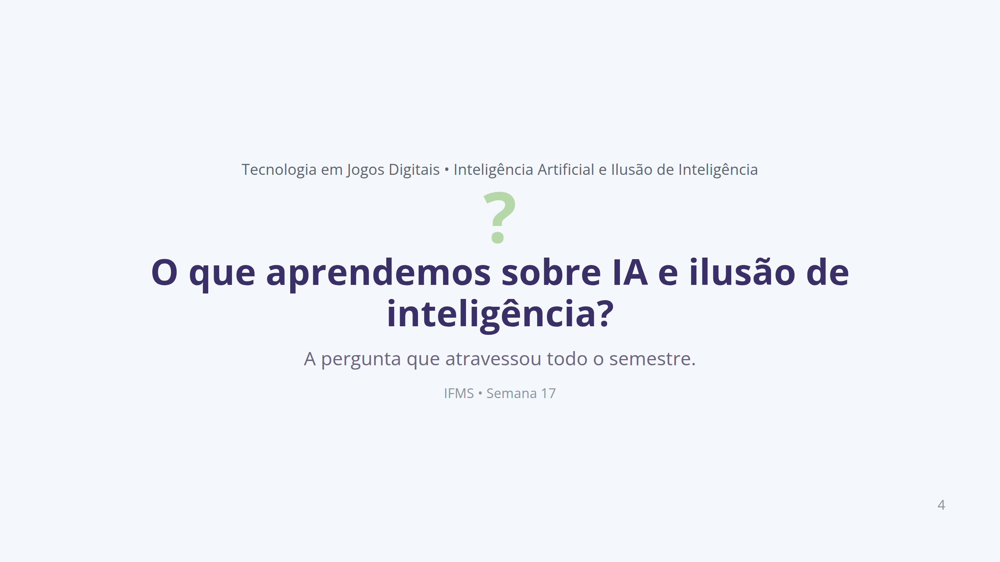 Tecnologia em Jogos Digitais • Inteligência Artificial e Ilusão de Inteligência
?
O que aprendemos sobre IA e ilusão de
inteligência?
A pergunta que atravessou todo o semestre.
IFMS • Semana 17
4